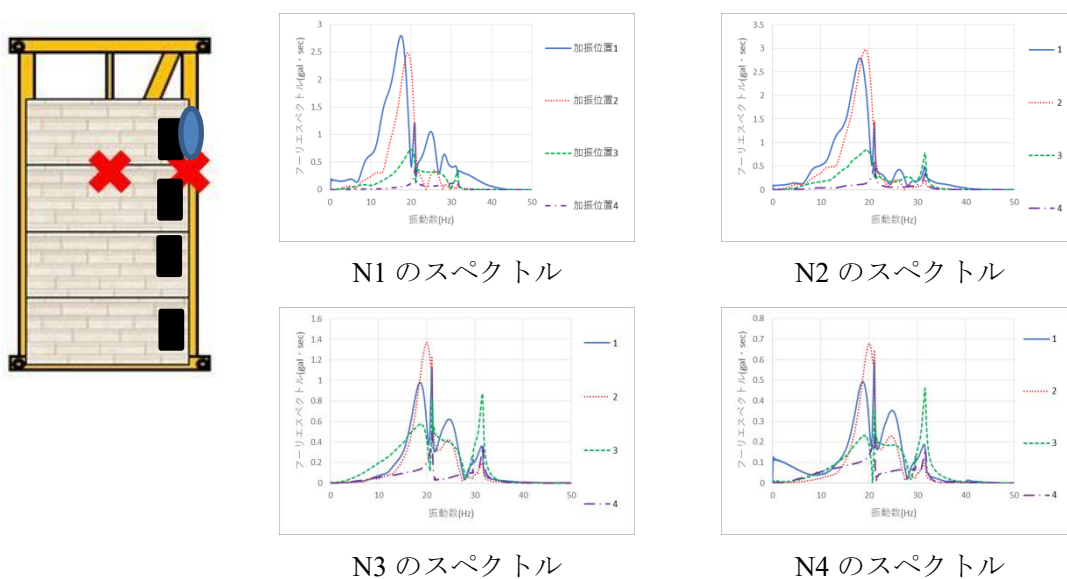 フーリエスペクトル(gal・sec)
3
2.5
2
1.5
1
0.5
0
0 10 20 30 40 50
振動数(Hz)
加振位置1
加振位置2
加振位置3
加振位置4
N1 のスペクトル
フーリエスペクトル(gal・sec)
3.5
3
2.5
2
1.5
1
0.5
0
0 10 20 30 40 50
振動数(Hz)
1
2
3
4
N2 のスペクトル
フーリエスペクトル(gal・sec)
1.6
1.4
1.2
1
0.8
0.6
0.4
0.2
0
0 10 20 30 40 50
振動数(Hz)
1
2
3
4
N3 のスペクトル
フーリエスペクトル(gal・sec)
0.8
0.7
0.6
0.5
0.4
0.3
0.2
0.1
0
0 10 20 30 40 50
振動数(Hz)
1
2
3
4
N4 のスペクトル